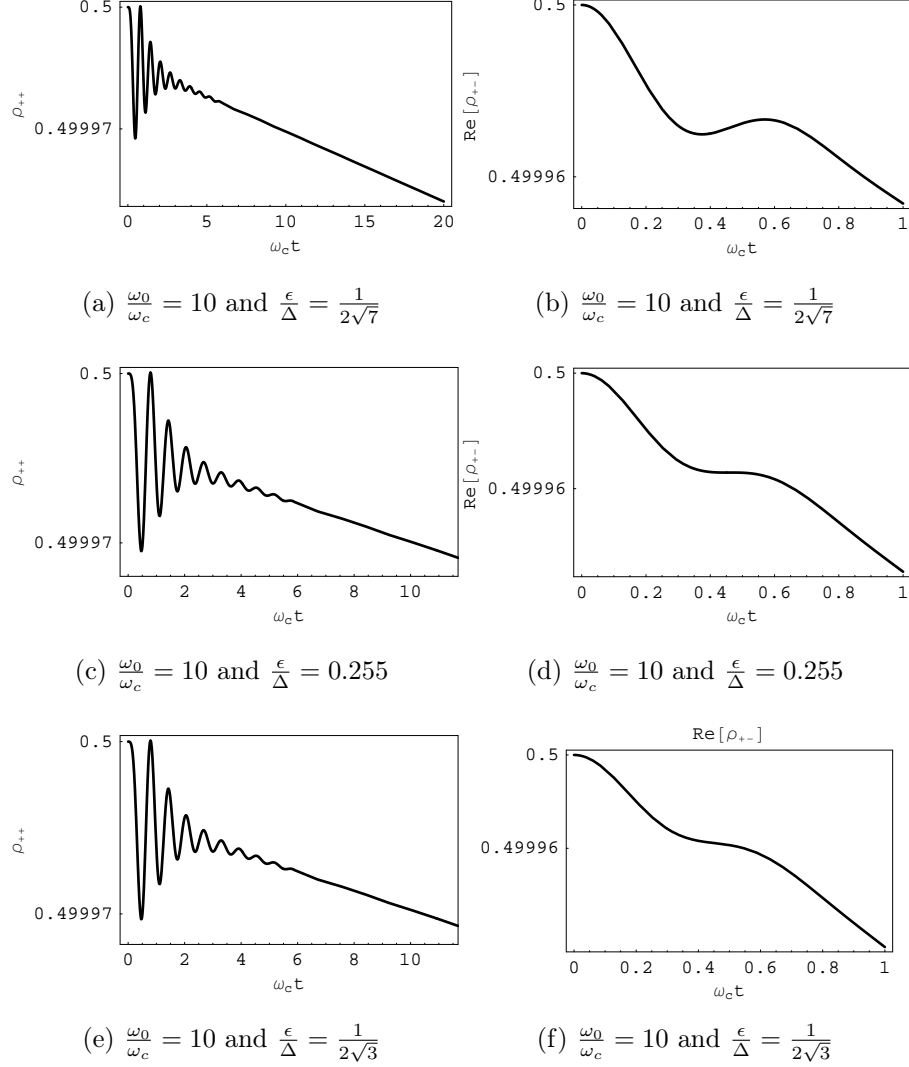 0.5
0.49997
ρ₊₊
0 5 10 15 20
ω_c t
0.5
0.49996
Re[ρ₊₋]
0 0.2 0.4 0.6 0.8 1
ω_c t
(a) ω₀/ω_c = 10 and ϵ/Δ = 1/(2√7)
(b) ω₀/ω_c = 10 and ϵ/Δ = 1/(2√7)
0.5
0.49997
ρ₊₊
0 2 4 6 8 10
ω_c t
0.5
0.49996
Re[ρ₊₋]
0 0.2 0.4 0.6 0.8 1
ω_c t
(c) ω₀/ω_c = 10 and ϵ/Δ = 0.255
(d) ω₀/ω_c = 10 and ϵ/Δ = 0.255
0.5
0.49997
ρ₊₊
0 2 4 6 8 10
ω_c t
Re[ρ₊₋]
0.5
0.49996
0 0.2 0.4 0.6 0.8 1
ω_c t
(e) ω₀/ω_c = 10 and ϵ/Δ = 1/(2√3)
(f) ω₀/ω_c = 10 and ϵ/Δ = 1/(2√3)